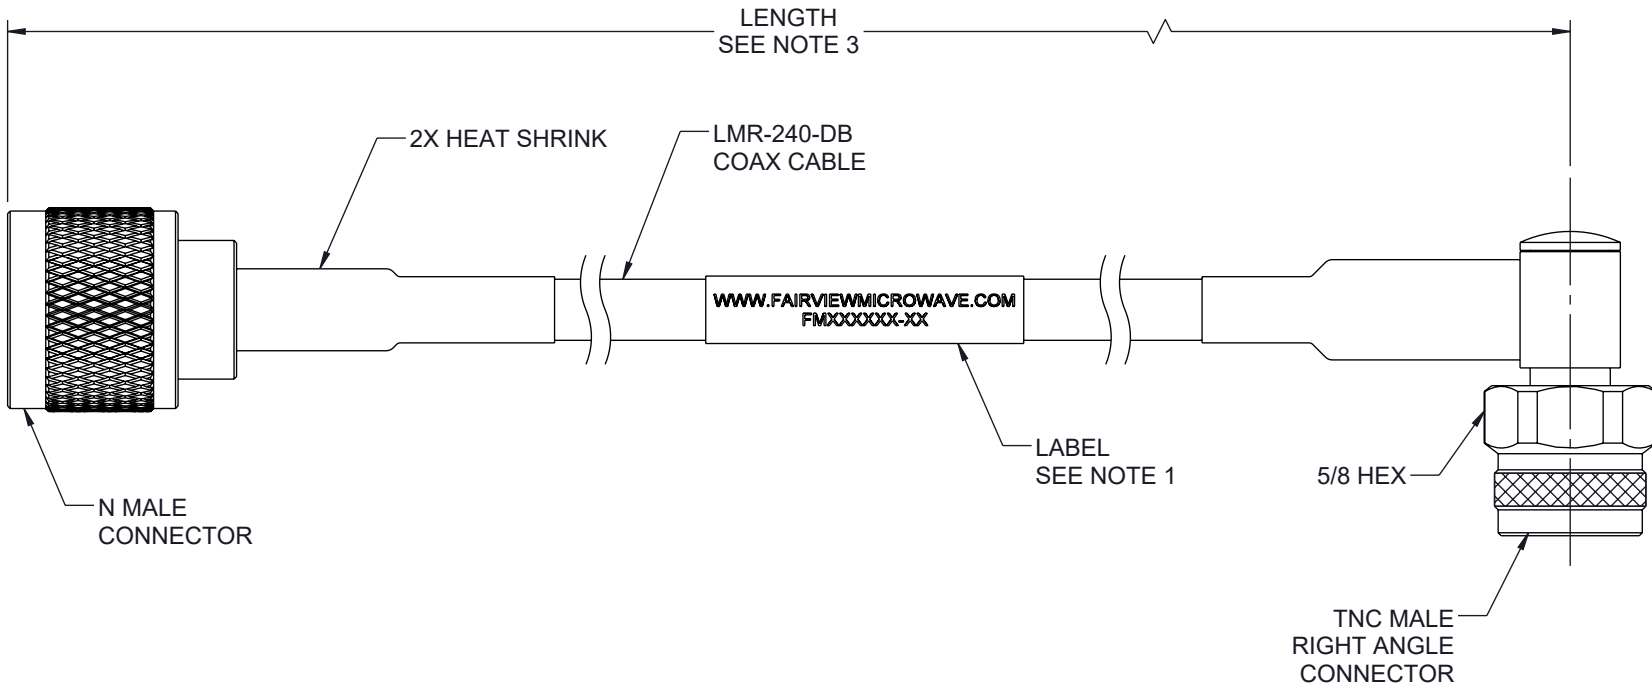 LENGTH
SEE NOTE 3
2X HEAT SHRINK
LMR-240-DB
COAX CABLE
WWW.FAIRVIEWMICROWAVE.COM
FMXXXXXX-XX
LABEL
SEE NOTE 1
5/8 HEX
N MALE
CONNECTOR
TNC MALE
RIGHT ANGLE
CONNECTOR